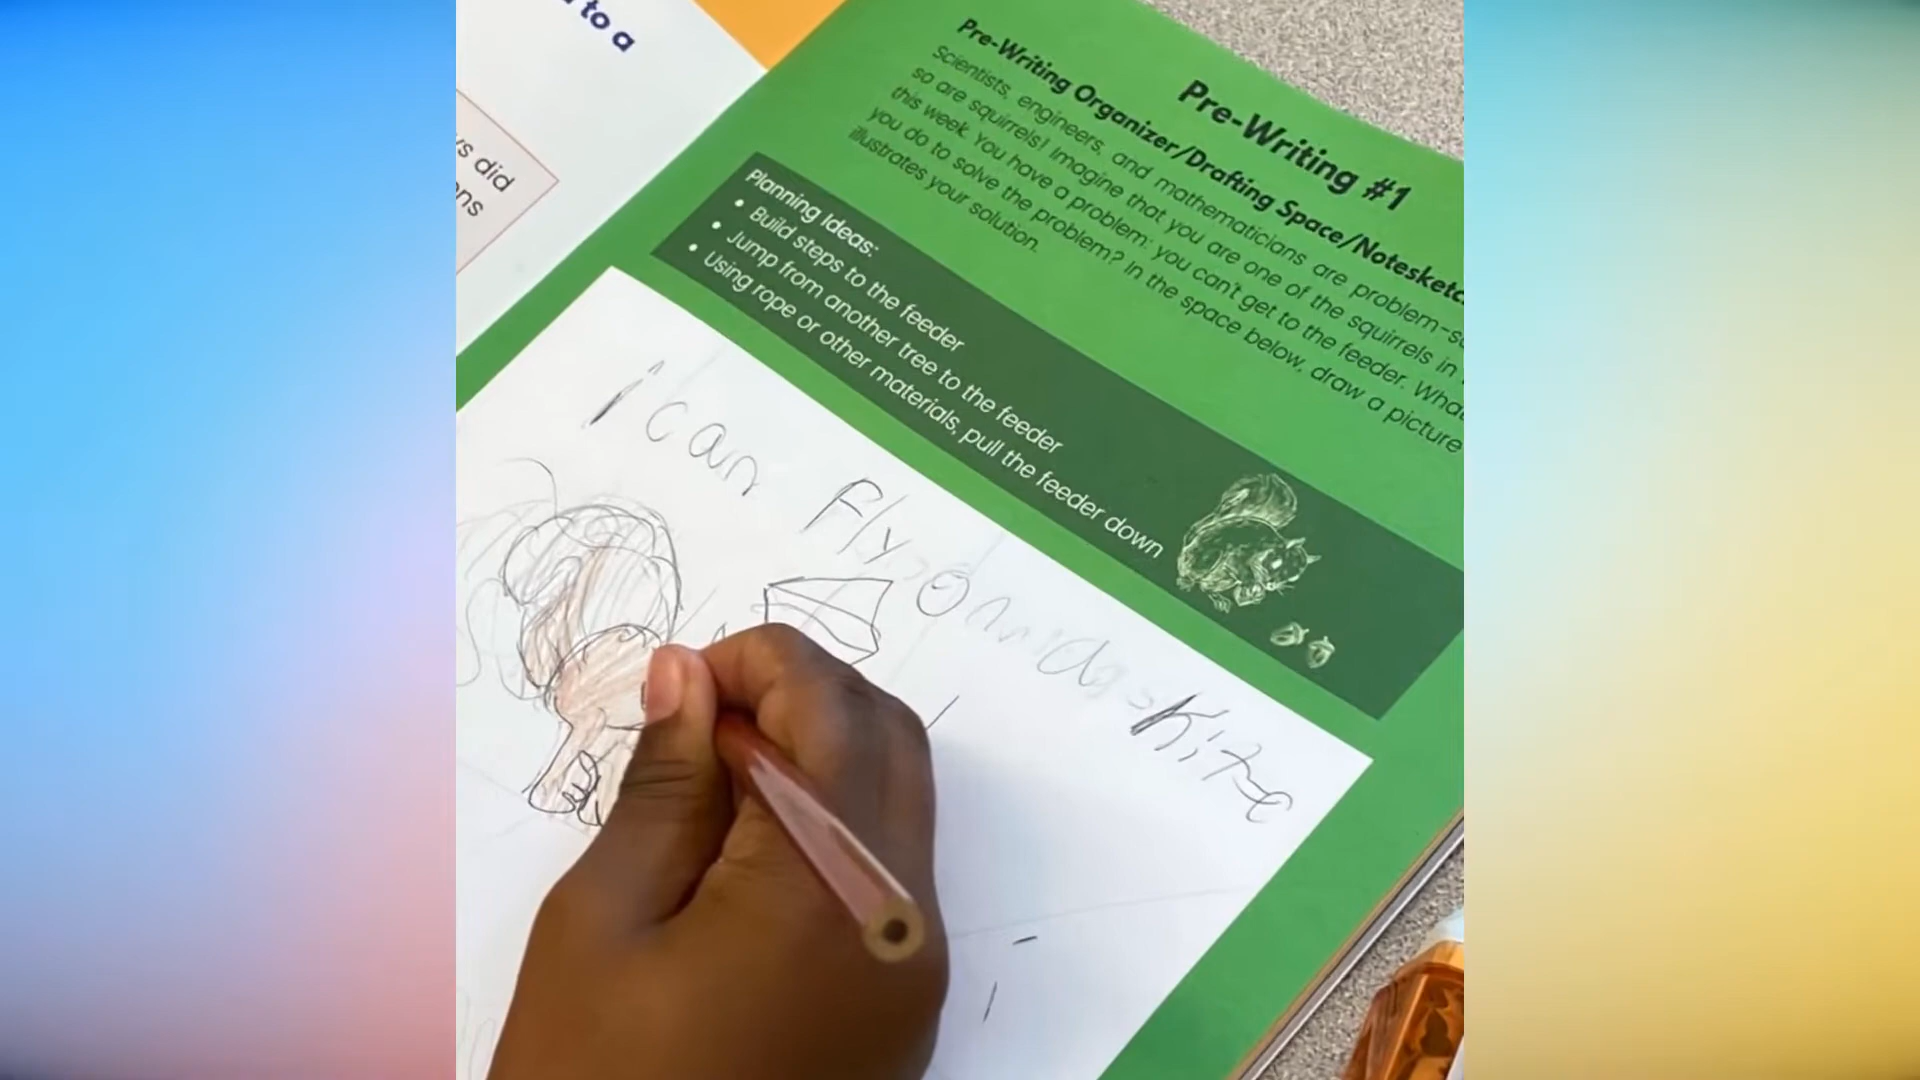 to a
ys did
ns
Pre-Writing #1
Pre-Writing Organizer/Drafting Space/Notesketc
Scientists, engineers, and mathematicians are problem-so
so are squirrels! Imagine that you are one of the squirrels in
this week. You have a problem: you can't get to the feeder. What
you do to solve the problem? In the space below, draw a picture
illustrates your solution.
Planning Ideas:
• Build steps to the feeder
• Jump from another tree to the feeder
• Using rope or other materials, pull the feeder down
i can fly on a Kite